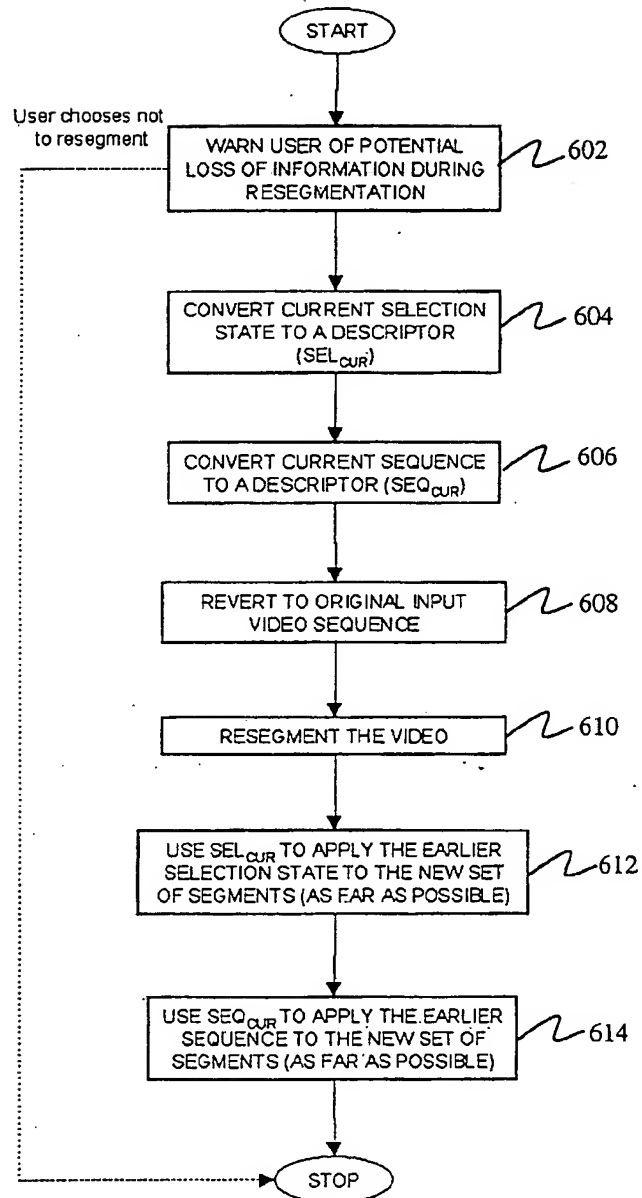 START
User chooses not
to resegment
WARN USER OF POTENTIAL
LOSS OF INFORMATION DURING
RESEGMENTATION
602
CONVERT CURRENT SELECTION
STATE TO A DESCRIPTOR
(SEL_CUR)
604
CONVERT CURRENT SEQUENCE
TO A DESCRIPTOR (SEQ_CUR)
606
REVERT TO ORIGINAL INPUT
VIDEO SEQUENCE
608
RESEGMENT THE VIDEO
610
USE SEL_CUR TO APPLY THE EARLIER
SELECTION STATE TO THE NEW SET
OF SEGMENTS (AS FAR AS POSSIBLE)
612
USE SEQ_CUR TO APPLY THE EARLIER
SEQUENCE TO THE NEW SET OF
SEGMENTS (AS FAR AS POSSIBLE)
614
STOP